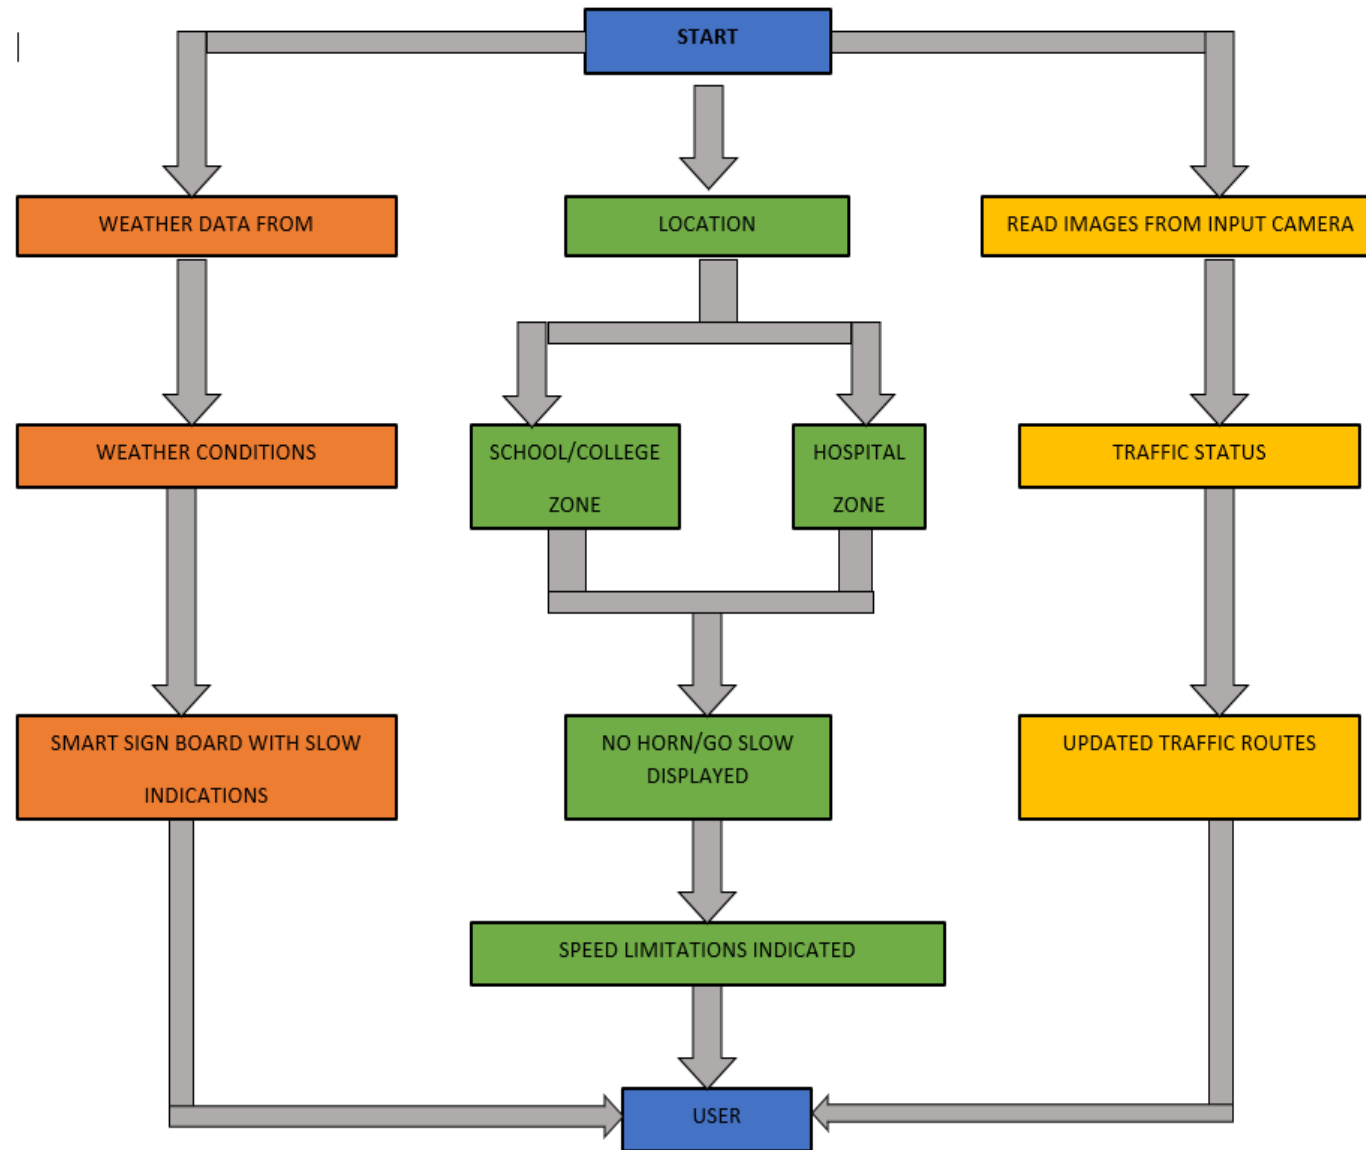 START
WEATHER DATA FROM
LOCATION
READ IMAGES FROM INPUT CAMERA
WEATHER CONDITIONS
SCHOOL/COLLEGE
ZONE
HOSPITAL
ZONE
TRAFFIC STATUS
SMART SIGN BOARD WITH SLOW
INDICATIONS
NO HORN/GO SLOW
DISPLAYED
UPDATED TRAFFIC ROUTES
SPEED LIMITATIONS INDICATED
USER